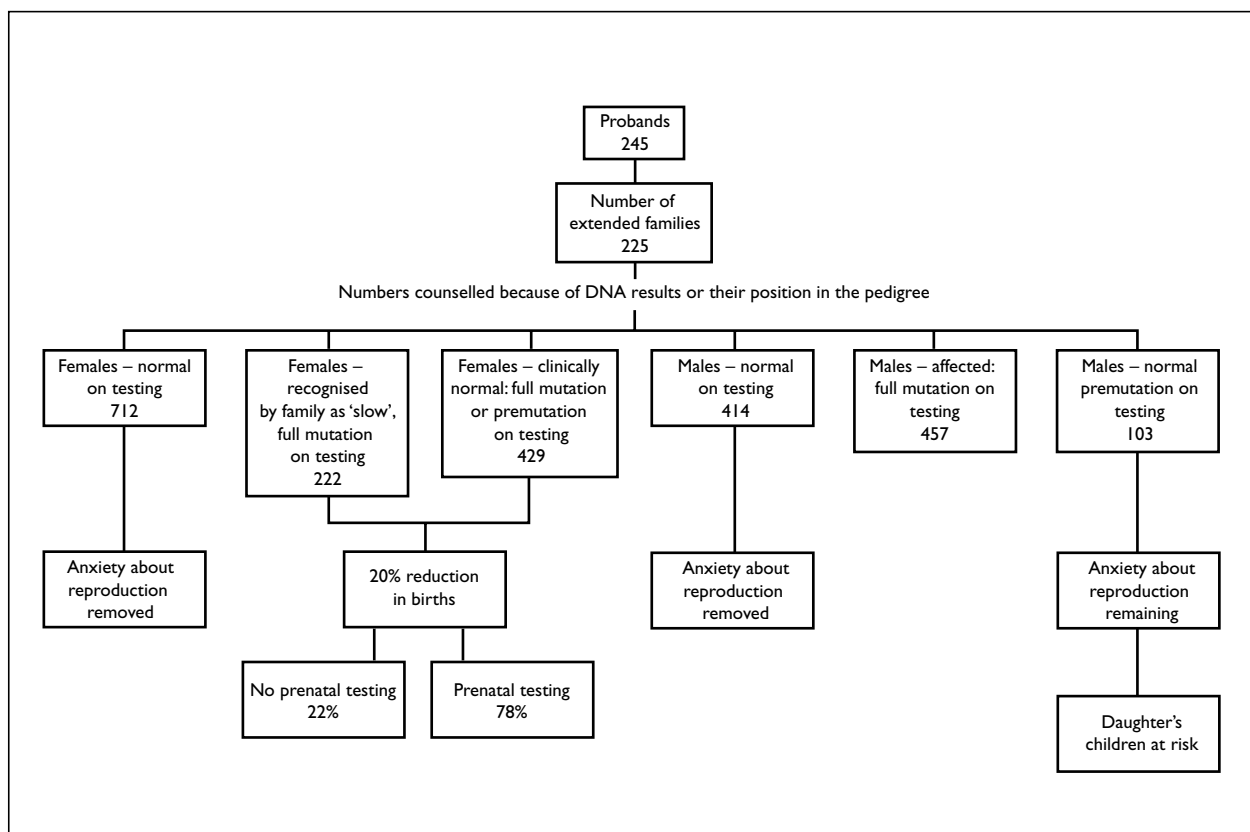 Probands
245
Number of
extended families
225
Numbers counselled because of DNA results or their position in the pedigree
Females – normal
on testing
712
Females –
recognised
by family as ‘slow’,
full mutation
on testing
222
Females – clinically
normal: full mutation
or premutation
on testing
429
Males – normal
on testing
414
Males – affected:
full mutation on
testing
457
Males – normal
premutation on
testing
103
Anxiety about
reproduction
removed
20% reduction
in births
Anxiety about
reproduction
removed
Anxiety about
reproduction
remaining
No prenatal testing
22%
Prenatal testing
78%
Daughter’s
children at risk